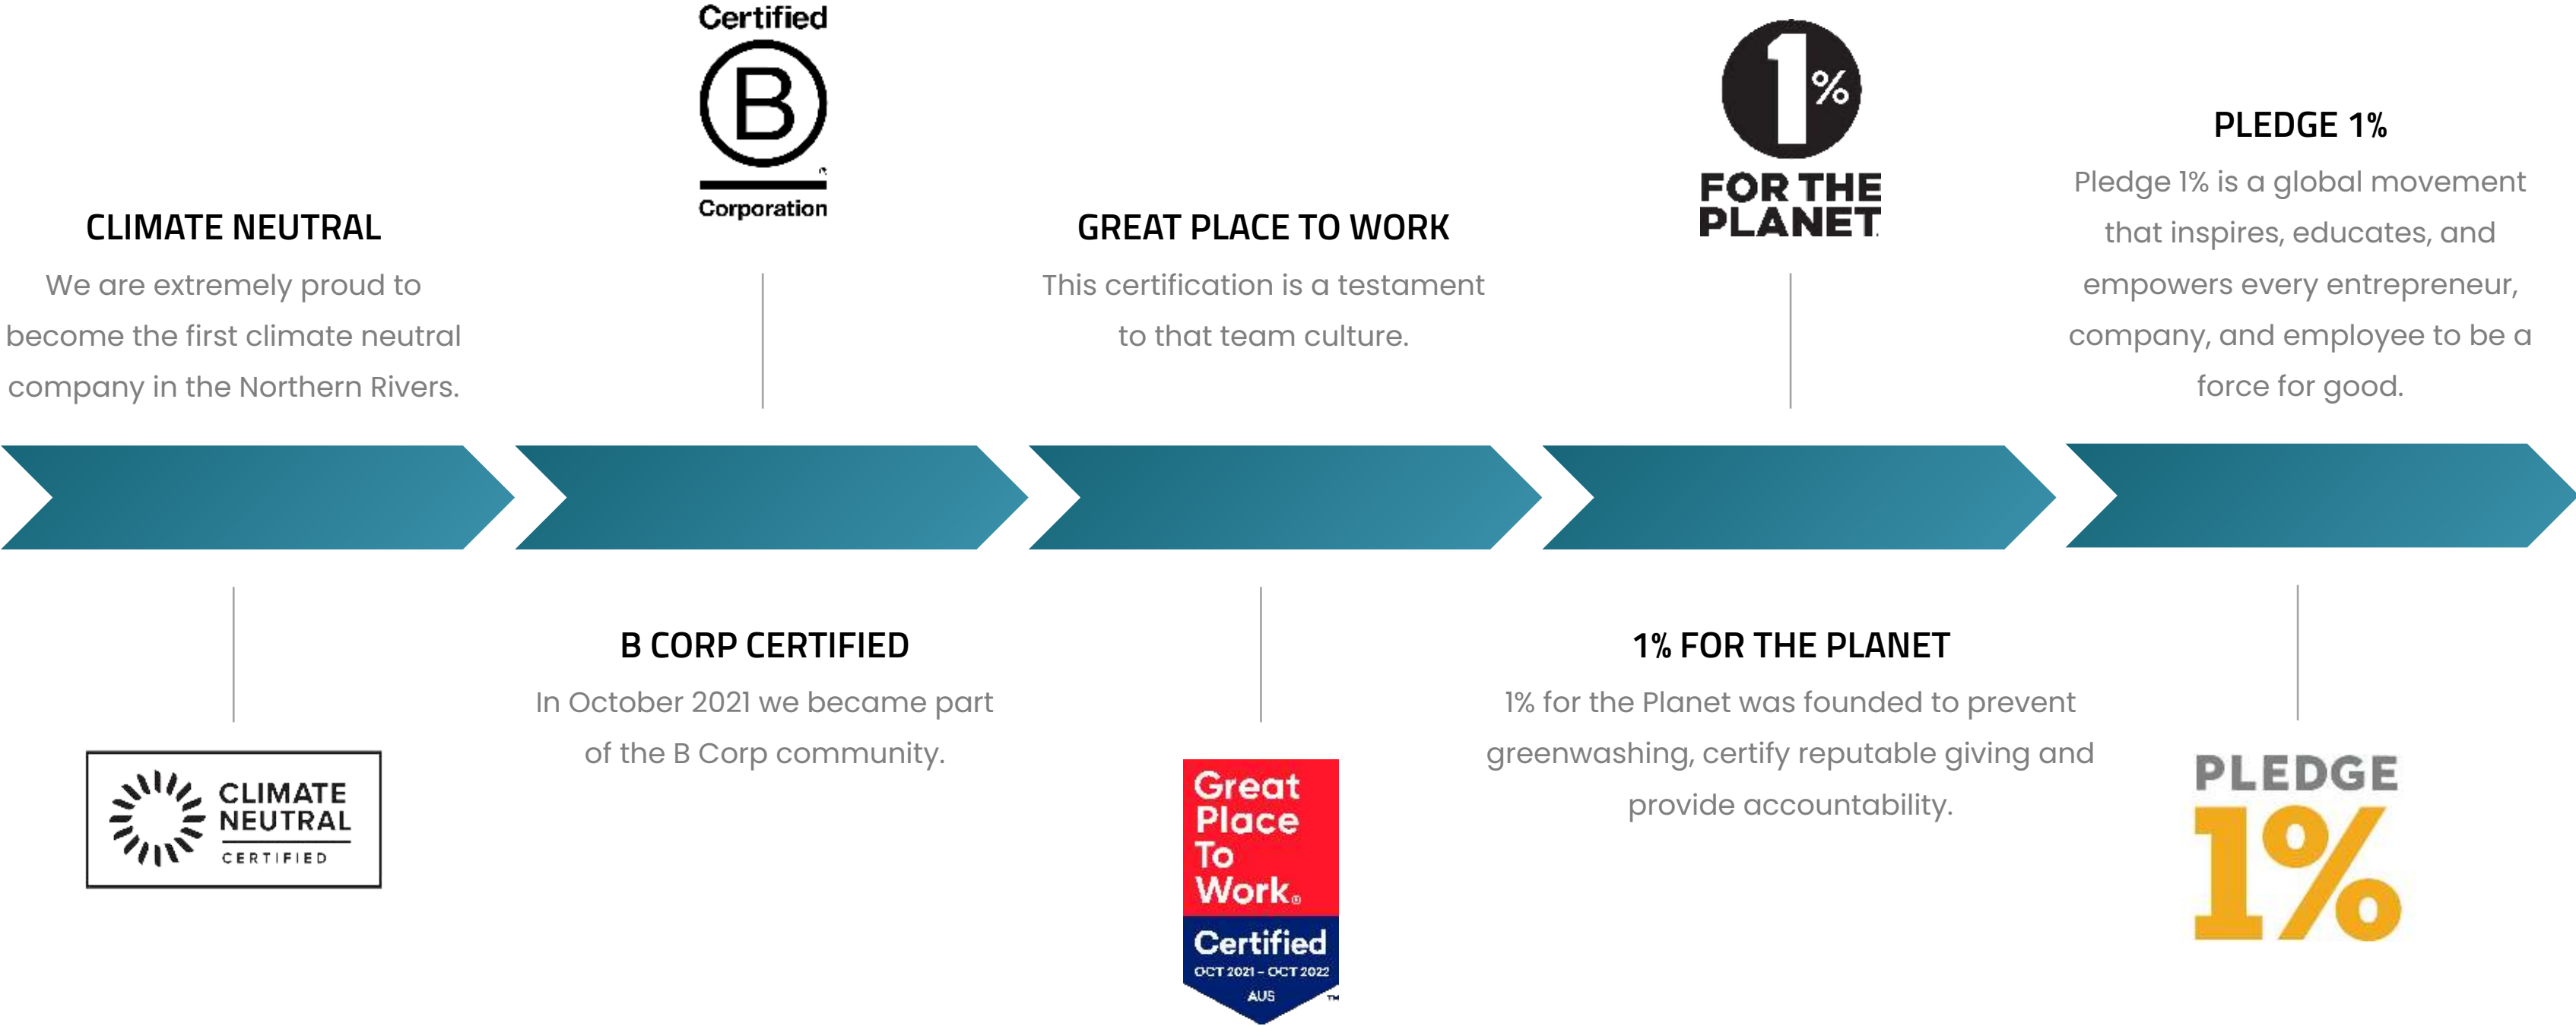 CLIMATE NEUTRAL
We are extremely proud to
become the first climate neutral
company in the Northern Rivers.
CLIMATE
NEUTRAL
CERTIFIED
Certified
B
Corporation
B CORP CERTIFIED
In October 2021 we became part
of the B Corp community.
GREAT PLACE TO WORK
This certification is a testament
to that team culture.
Great
Place
To
Work®
Certified
OCT 2021 – OCT 2022
AUS
TM
1%
FOR THE
PLANET
1% FOR THE PLANET
1% for the Planet was founded to prevent
greenwashing, certify reputable giving and
provide accountability.
PLEDGE 1%
Pledge 1% is a global movement
that inspires, educates, and
empowers every entrepreneur,
company, and employee to be a
force for good.
PLEDGE
1%